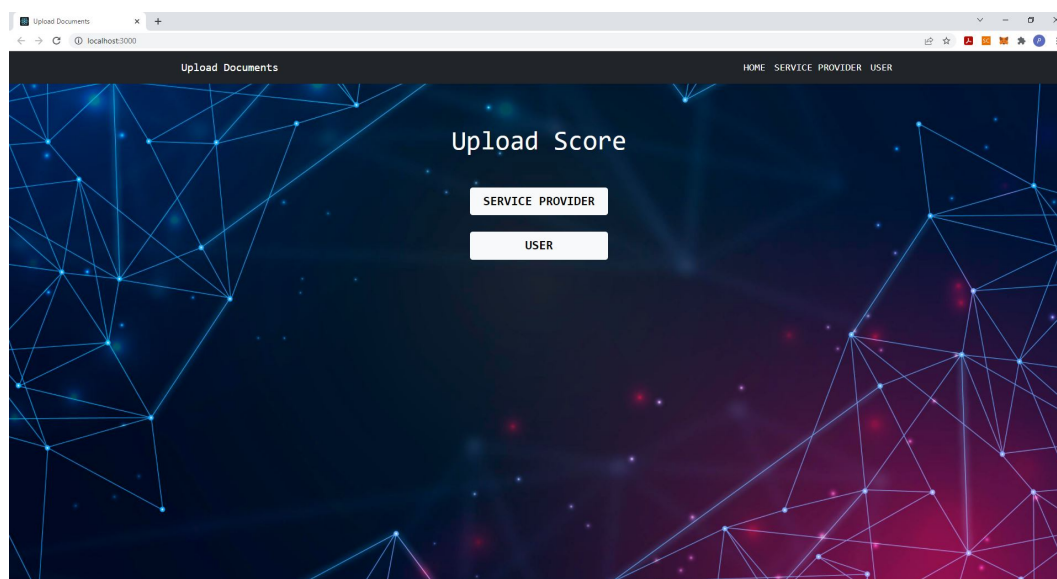 Upload Documents
localhost:3000
Upload Documents
HOME SERVICE PROVIDER USER
Upload Score
SERVICE PROVIDER
USER